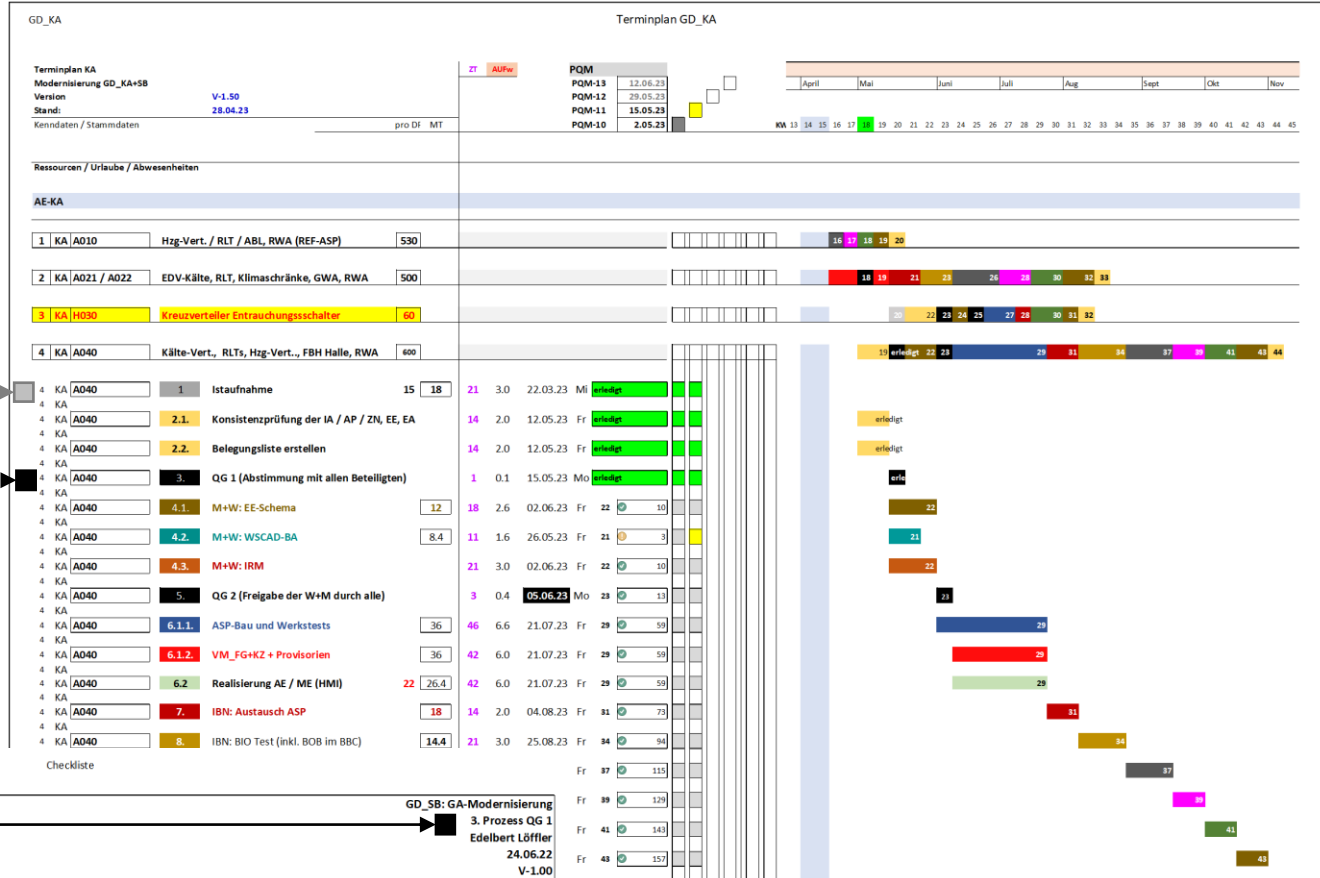 GD_KA Terminplan GD_KA
Terminplan KA ZT AUFw PQM
Modernisierung GD_KA+SB PQM-13 12.06.23 April Mai Juni Juli Aug Sept Okt Nov
Version V-1.50 PQM-12 29.05.23
Stand: 28.04.23 PQM-11 15.05.23
Kenndaten / Stammdaten pro DF MT PQM-10 2.05.23 KW 13 14 15 16 17 18 19 20 21 22 23 24 25 26 27 28 29 30 31 32 33 34 35 36 37 38 39 40 41 42 43 44 45
Ressourcen / Urlaube / Abwesenheiten
AE-KA
1 KA A010 Hzg-Vert. / RLT / ABL, RWA (REF-ASP) 530 16 17 18 19 20
2 KA A021 / A022 EDV-Kälte, RLT, Klimaschränke, GWA, RWA 500 18 19 21 23 26 28 30 32 33
3 KA H030 Kreuzverteiler Entrauchungssschalter 60 20 22 23 24 25 27 28 30 31 32
4 KA A040 Kälte-Vert., RLTs, Hzg-Vert.., FBH Halle, RWA 600 19 erledigt 22 23 29 31 34 37 39 41 43 44
4 KA A040 1 Istaufnahme 15 18 21 3.0 22.03.23 Mi erledigt
4 KA
4 KA A040 2.1. Konsistenzprüfung der IA / AP / ZN, EE, EA 14 2.0 12.05.23 Fr erledigt erledigt
4 KA
4 KA A040 2.2. Belegungsliste erstellen 14 2.0 12.05.23 Fr erledigt erledigt
4 KA
4 KA A040 3. QG 1 (Abstimmung mit allen Beteiligten) 1 0.1 15.05.23 Mo erledigt erle
4 KA
4 KA A040 4.1. M+W: EE-Schema 12 18 2.6 02.06.23 Fr 22 10 22
4 KA
4 KA A040 4.2. M+W: WSCAD-BA 8.4 11 1.6 26.05.23 Fr 21 3 21
4 KA
4 KA A040 4.3. M+W: IRM 21 3.0 02.06.23 Fr 22 10 22
4 KA
4 KA A040 5. QG 2 (Freigabe der W+M durch alle) 3 0.4 05.06.23 Mo 23 13 23
4 KA
4 KA A040 6.1.1. ASP-Bau und Werkstests 36 46 6.6 21.07.23 Fr 29 59 29
4 KA
4 KA A040 6.1.2. VM_FG+KZ + Provisorien 36 42 6.0 21.07.23 Fr 29 59 29
4 KA
4 KA A040 6.2 Realisierung AE / ME (HMI) 22 26.4 42 6.0 21.07.23 Fr 29 59 29
4 KA
4 KA A040 7. IBN: Austausch ASP 18 14 2.0 04.08.23 Fr 31 73 31
4 KA
4 KA A040 8. IBN: BIO Test (inkl. BOB im BBC) 14.4 21 3.0 25.08.23 Fr 34 94 34
Checkliste Fr 37 115 37
GD_SB: GA-Modernisierung Fr 39 129 39
3. Prozess QG 1
Edelbert Löffler Fr 41 143 41
24.06.22 Fr 43 157 43
V-1.00